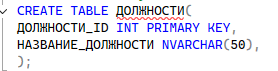 CREATE TABLE ДОЛЖНОСТИ(
ДОЛЖНОСТИ_ID INT PRIMARY KEY,
НАЗВАНИЕ_ДОЛЖНОСТИ NVARCHAR(50),
);